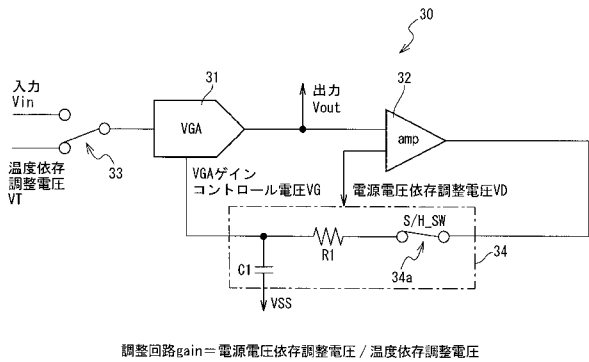 30
入力
Vin
31
出力
Vout
32
VGA
amp
温度依存
調整電圧
VT
33
VGAゲイン
コントロール電圧VG
電源電圧依存調整電圧VD
S/H_SW
R1
34a
34
C1
VSS
調整回路gain＝電源電圧依存調整電圧/温度依存調整電圧